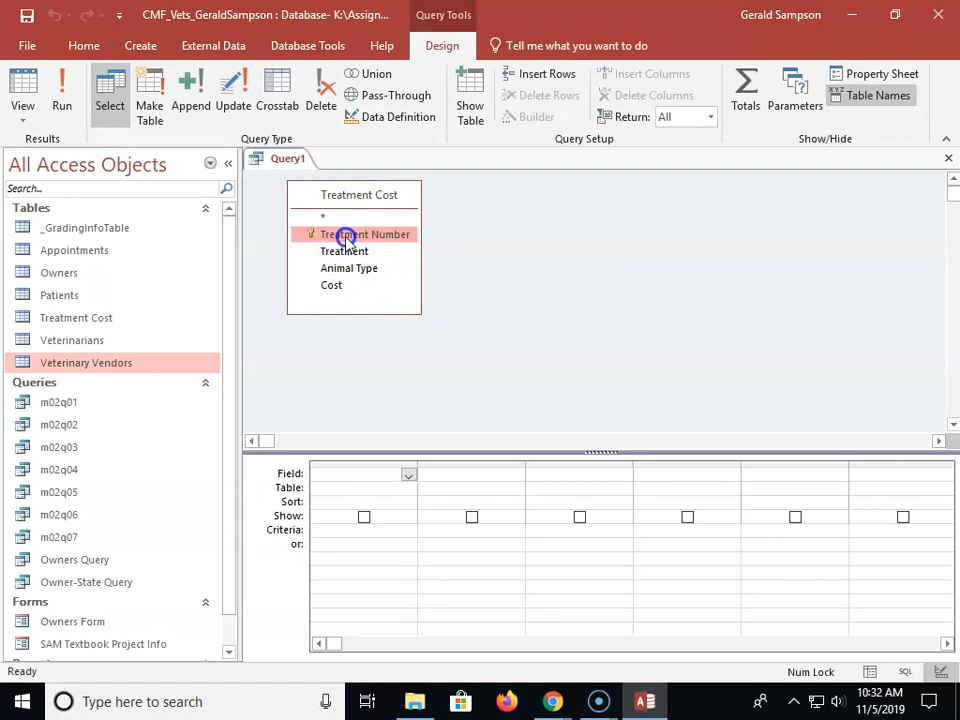 CMF_Vets_GeraldSampson : Database- K:\Assign...
Query Tools
Gerald Sampson
File Home Create External Data Database Tools Help Design Tell me what you want to do
View Run Select Make Table Append Update Crosstab Delete
Union
Pass-Through
Data Definition
Show Table
Insert Rows
Delete Rows
Builder
Insert Columns
Delete Columns
Return: All
Totals Parameters
Property Sheet
Table Names
Results Query Type Query Setup Show/Hide
All Access Objects
Search...
Tables
_GradingInfoTable
Appointments
Owners
Patients
Treatment Cost
Veterinarians
Veterinary Vendors
Queries
m02q01
m02q02
m02q03
m02q04
m02q05
m02q06
m02q07
Owners Query
Owner-State Query
Forms
Owners Form
SAM Textbook Project Info
Query1
Treatment Cost
*
Treatment Number
Treatment
Animal Type
Cost
Field:
Table:
Sort:
Show:
Criteria:
or:
Ready
Num Lock
SQL
Type here to search
10:32 AM
11/5/2019